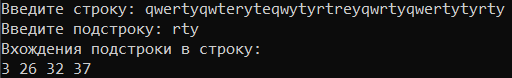 Введите строку: qwertyqwteryteqwytyrtreyqwrtyqwertytyrty
Введите подстроку: rty
Вхождения подстроки в строку:
3 26 32 37